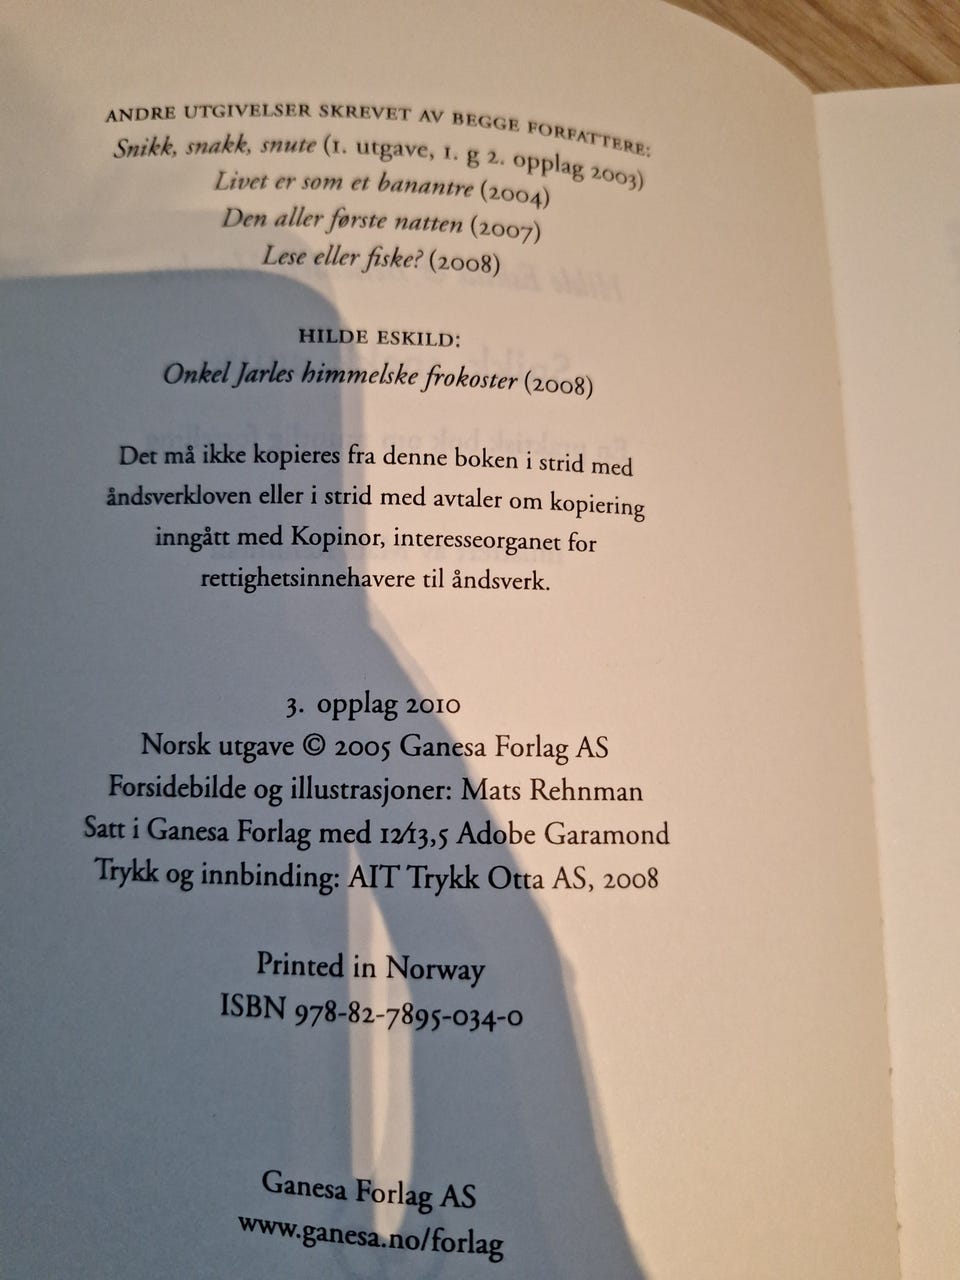 ANDRE UTGIVELSER SKREVET AV BEGGE FORFATTERE:
Snikk, snakk, snute (1. utgave, 1. g 2. opplag 2003)
Livet er som et banantre (2004)
Den aller første natten (2007)
Lese eller fiske? (2008)
HILDE ESKILD:
Onkel Jarles himmelske frokoster (2008)
Det må ikke kopieres fra denne boken i strid med
åndsverkloven eller i strid med avtaler om kopiering
inngått med Kopinor, interesseorganet for
rettighetsinnehavere til åndsverk.
3. opplag 2010
Norsk utgave © 2005 Ganesa Forlag AS
Forsidebilde og illustrasjoner: Mats Rehnman
Satt i Ganesa Forlag med 12/13,5 Adobe Garamond
Trykk og innbinding: AIT Trykk Otta AS, 2008
Printed in Norway
ISBN 978-82-7895-034-0
Ganesa Forlag AS
www.ganesa.no/forlag